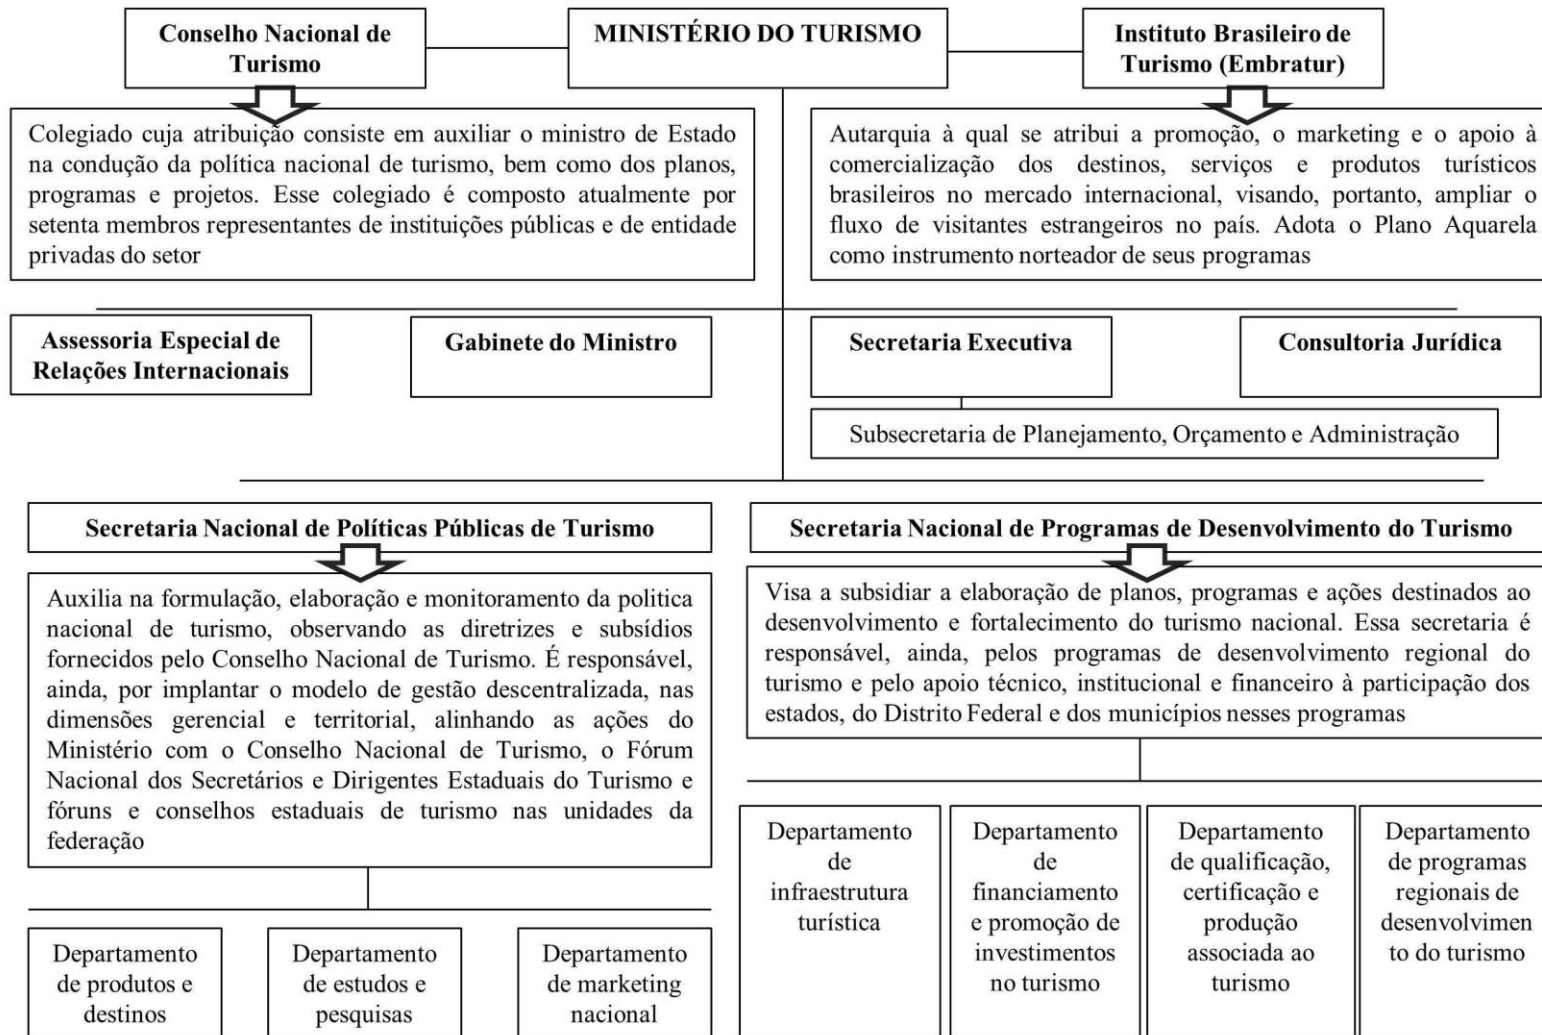 Conselho Nacional de
Turismo
MINISTÉRIO DO TURISMO
Instituto Brasileiro de
Turismo (Embratur)
Colegiado cuja atribuição consiste em auxiliar o ministro de Estado
na condução da política nacional de turismo, bem como dos planos,
programas e projetos. Esse colegiado é composto atualmente por
setenta membros representantes de instituições públicas e de entidade
privadas do setor
Autarquia à qual se atribui a promoção, o marketing e o apoio à
comercialização dos destinos, serviços e produtos turísticos
brasileiros no mercado internacional, visando, portanto, ampliar o
fluxo de visitantes estrangeiros no país. Adota o Plano Aquarela
como instrumento norteador de seus programas
Assessoria Especial de
Relações Internacionais
Gabinete do Ministro
Secretaria Executiva
Consultoria Jurídica
Subsecretaria de Planejamento, Orçamento e Administração
Secretaria Nacional de Políticas Públicas de Turismo
Auxilia na formulação, elaboração e monitoramento da politica
nacional de turismo, observando as diretrizes e subsídios
fornecidos pelo Conselho Nacional de Turismo. É responsável,
ainda, por implantar o modelo de gestão descentralizada, nas
dimensões gerencial e territorial, alinhando as ações do
Ministério com o Conselho Nacional de Turismo, o Fórum
Nacional dos Secretários e Dirigentes Estaduais do Turismo e
fóruns e conselhos estaduais de turismo nas unidades da
federação
Departamento
de produtos e
destinos
Departamento
de estudos e
pesquisas
Departamento
de marketing
nacional
Secretaria Nacional de Programas de Desenvolvimento do Turismo
Visa a subsidiar a elaboração de planos, programas e ações destinados ao
desenvolvimento e fortalecimento do turismo nacional. Essa secretaria é
responsável, ainda, pelos programas de desenvolvimento regional do
turismo e pelo apoio técnico, institucional e financeiro à participação dos
estados, do Distrito Federal e dos municípios nesses programas
Departamento
de
infraestrutura
turística
Departamento
de
financiamento
e promoção de
investimentos
no turismo
Departamento
de qualificação,
certificação e
produção
associada ao
turismo
Departamento
de programas
regionais de
desenvolvimen
to do turismo